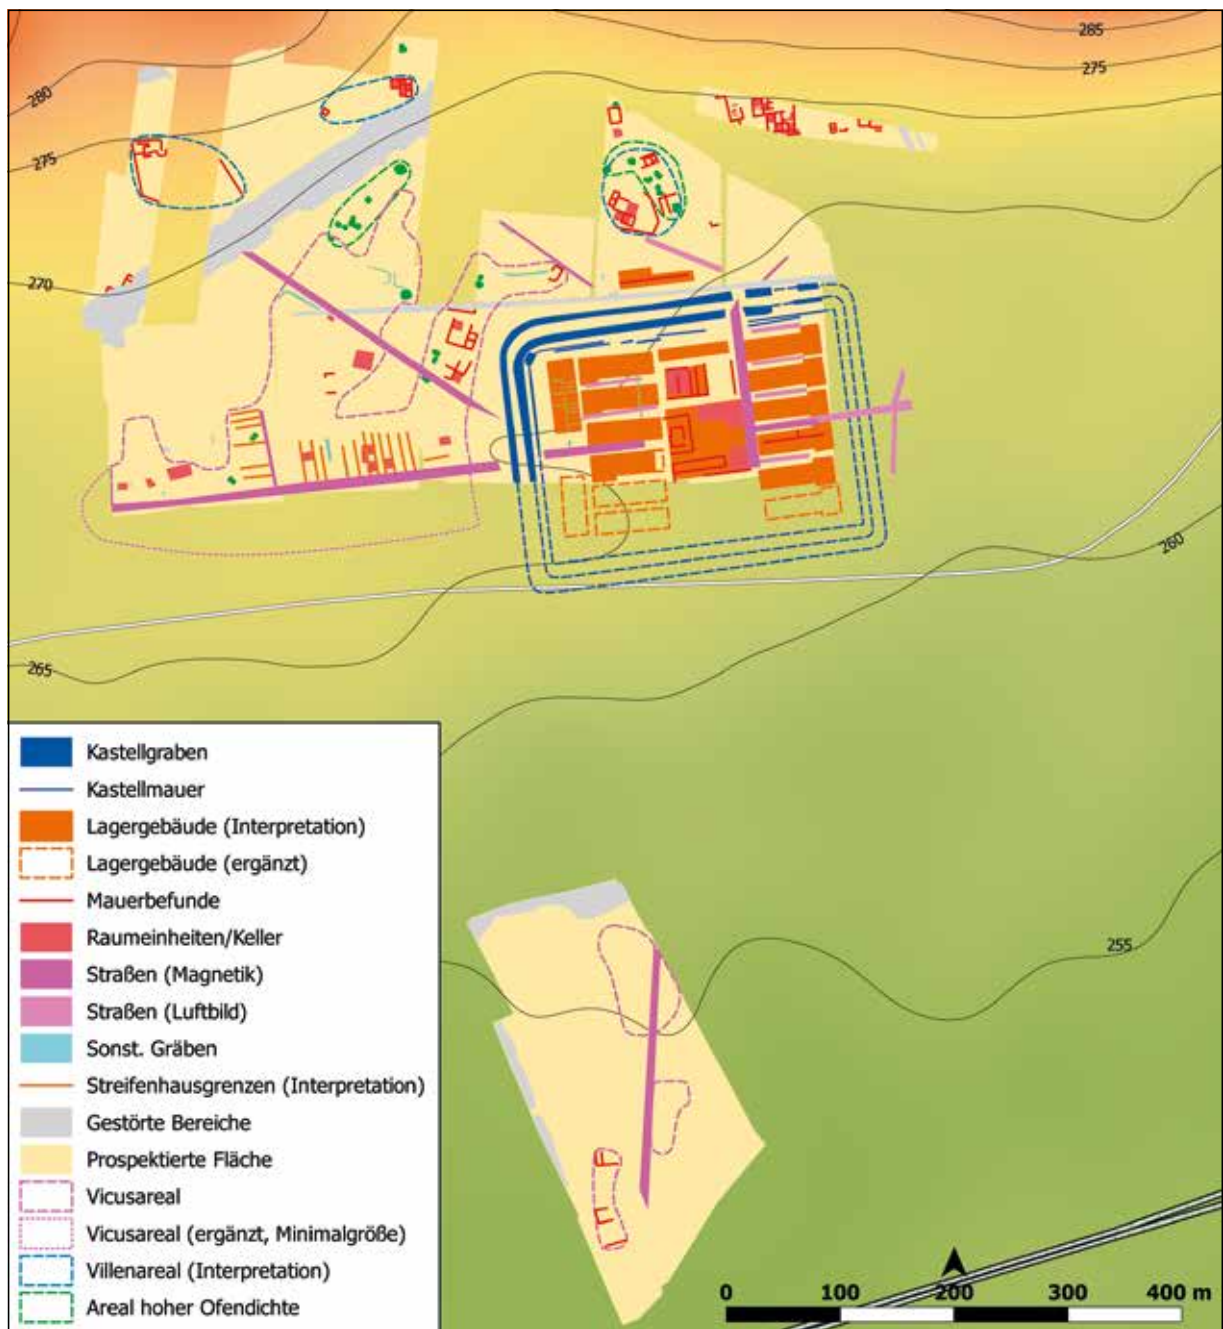 285
275
280
275
270
260
265
255
Kastellgraben
Kastellmauer
Lagergebäude (Interpretation)
Lagergebäude (ergänzt)
Mauerbefunde
Raumeinheiten/Keller
Straßen (Magnetik)
Straßen (Luftbild)
Sonst. Gräben
Streifenhausgrenzen (Interpretation)
Gestörte Bereiche
Prospektierte Fläche
Vicusareal
Vicusareal (ergänzt, Minimalgröße)
Villenareal (Interpretation)
Areal hoher Ofendichte
0 100 200 300 400 m